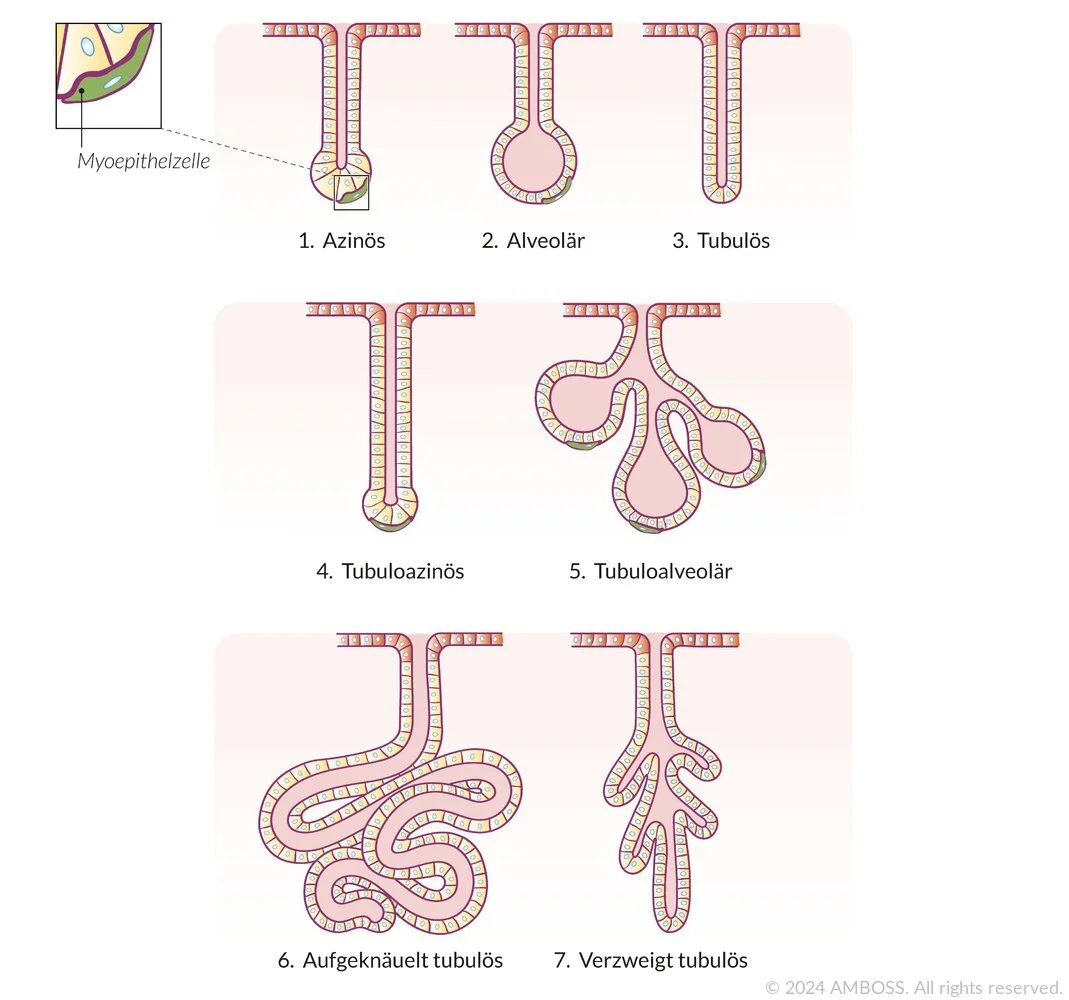 Myoepithelzelle
1. Azinös
2. Alveolär
3. Tubulös
4. Tubuloazinös
5. Tubuloalveolär
6. Aufgeknäuelt tubulös
7. Verzweigt tubulös
© 2024 AMBOSS. All rights reserved.